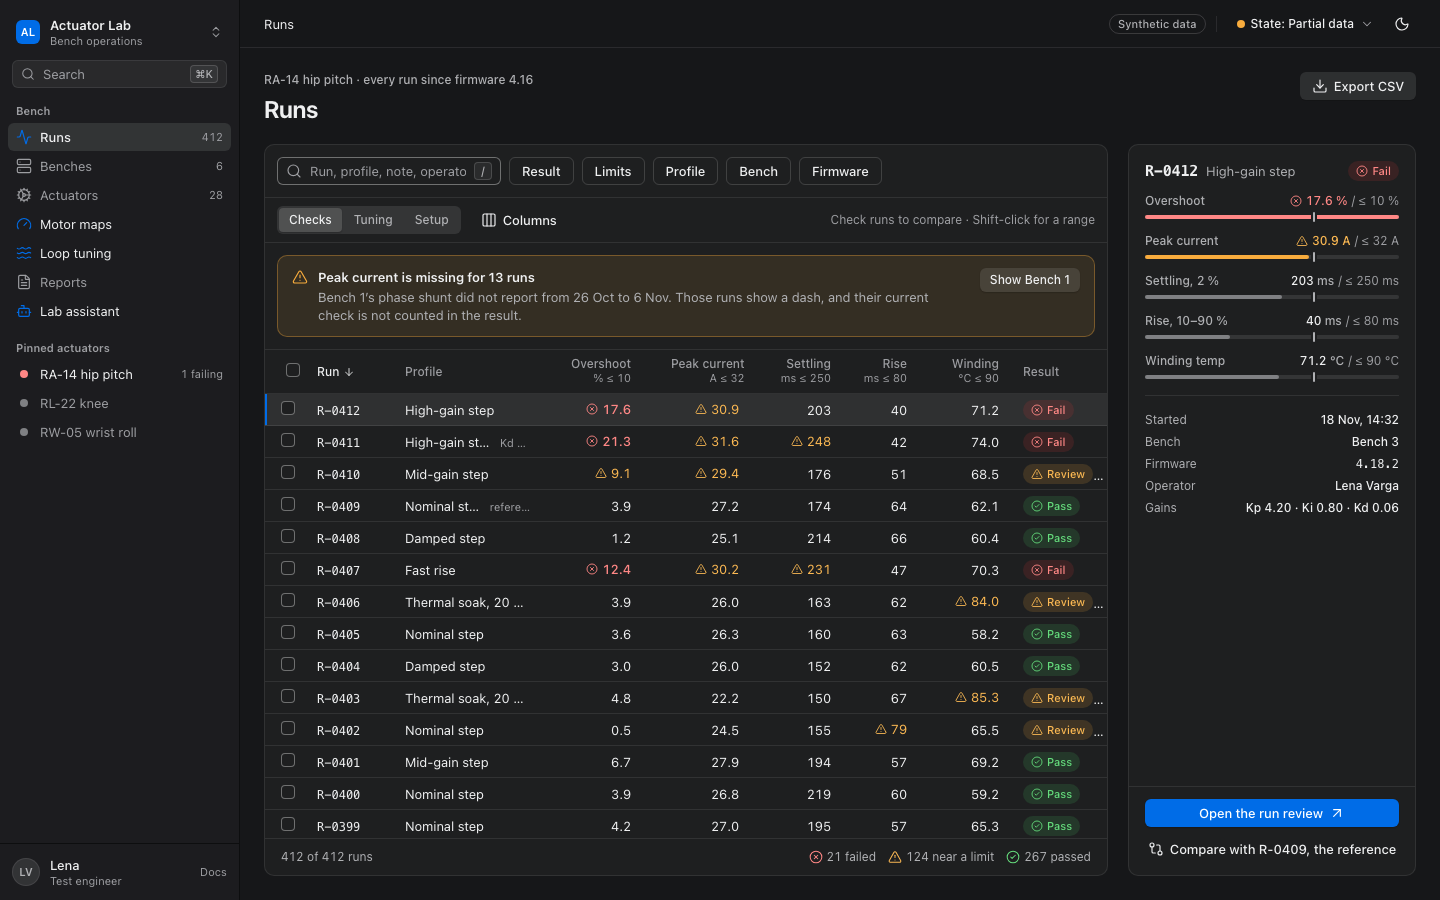 AL
Actuator Lab
Bench operations
Search ⌘K
Bench
Runs 412
Benches 6
Actuators 28
Motor maps
Loop tuning
Reports
Lab assistant
Pinned actuators
RA-14 hip pitch 1 failing
RL-22 knee
RW-05 wrist roll
LV
Lena
Test engineer
Docs
Runs
Synthetic data
State: Partial data
RA-14 hip pitch · every run since firmware 4.16
Runs
Export CSV
Run, profile, note, operato /
Result
Limits
Profile
Bench
Firmware
Checks Tuning Setup
Columns
Check runs to compare · Shift-click for a range
Peak current is missing for 13 runs
Bench 1's phase shunt did not report from 26 Oct to 6 Nov. Those runs show a dash, and their current
check is not counted in the result.
Show Bench 1
Run ↓ Profile Overshoot Peak current Settling Rise Winding Result
% ≤ 10 A ≤ 32 ms ≤ 250 ms ≤ 80 °C ≤ 90
R-0412 High-gain step 17.6 30.9 203 40 71.2 Fail
R-0411 High-gain st... Kd ... 21.3 31.6 248 42 74.0 Fail
R-0410 Mid-gain step 9.1 29.4 176 51 68.5 Review ...
R-0409 Nominal st... refere... 3.9 27.2 174 64 62.1 Pass
R-0408 Damped step 1.2 25.1 214 66 60.4 Pass
R-0407 Fast rise 12.4 30.2 231 47 70.3 Fail
R-0406 Thermal soak, 20 ... 3.9 26.0 163 62 84.0 Review ...
R-0405 Nominal step 3.6 26.3 160 63 58.2 Pass
R-0404 Damped step 3.0 26.0 152 62 60.5 Pass
R-0403 Thermal soak, 20 ... 4.8 22.2 150 67 85.3 Review ...
R-0402 Nominal step 0.5 24.5 155 79 65.5 Review ...
R-0401 Mid-gain step 6.7 27.9 194 57 69.2 Pass
R-0400 Nominal step 3.9 26.8 219 60 59.2 Pass
R-0399 Nominal step 4.2 27.0 195 57 65.3 Pass
412 of 412 runs
21 failed 124 near a limit 267 passed
R-0412 High-gain step Fail
Overshoot 17.6 % / ≤ 10 %
Peak current 30.9 A / ≤ 32 A
Settling, 2 % 203 ms / ≤ 250 ms
Rise, 10–90 % 40 ms / ≤ 80 ms
Winding temp 71.2 °C / ≤ 90 °C
Started 18 Nov, 14:32
Bench Bench 3
Firmware 4.18.2
Operator Lena Varga
Gains Kp 4.20 · Ki 0.80 · Kd 0.06
Open the run review
Compare with R-0409, the reference